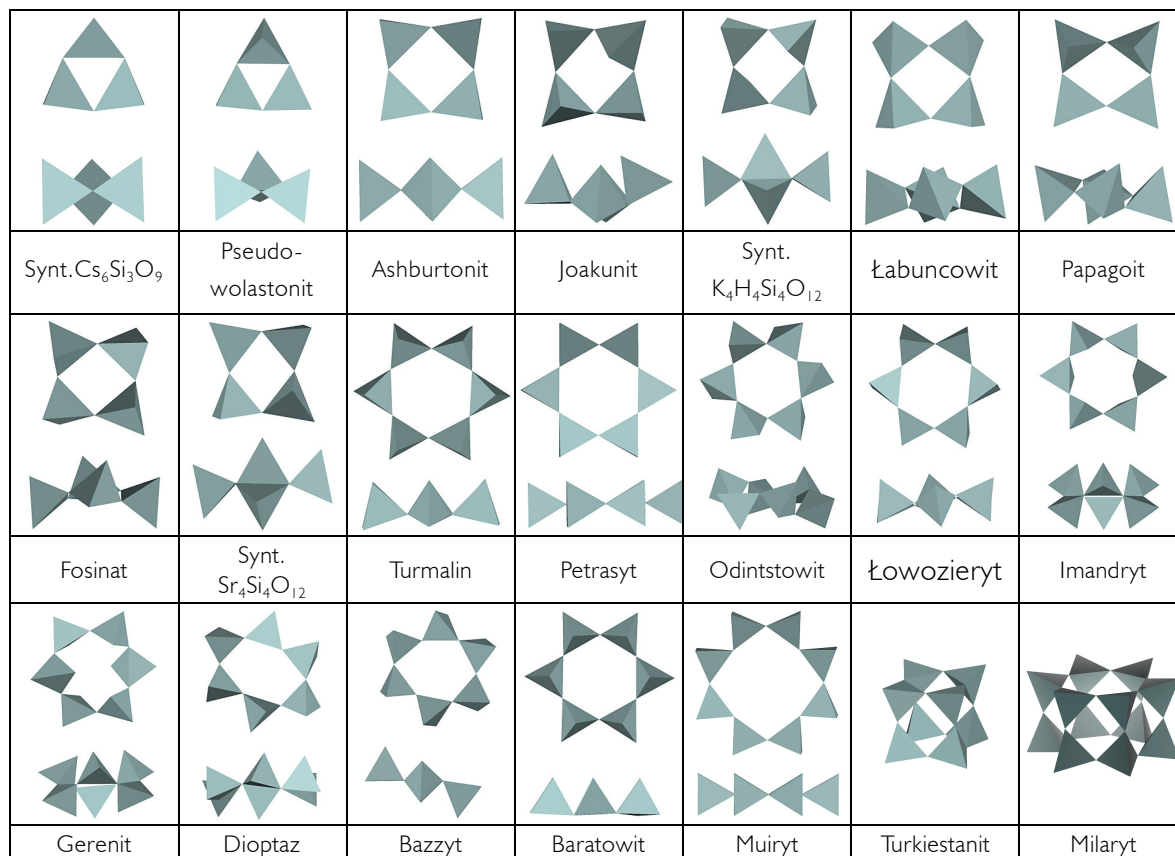 Synt.Cs₆Si₃O₉
Pseudo-
wolastonit
Ashburtonit
Joakunit
Synt.
K₄H₄Si₄O₁₂
Łabuncowit
Papagoit
Fosinat
Synt.
Sr₄Si₄O₁₂
Turmalin
Petrasyt
Odintstowit
Łowozieryt
Imandryt
Gerenit
Dioptaz
Bazzyt
Baratowit
Muiryt
Turkiestanit
Milaryt